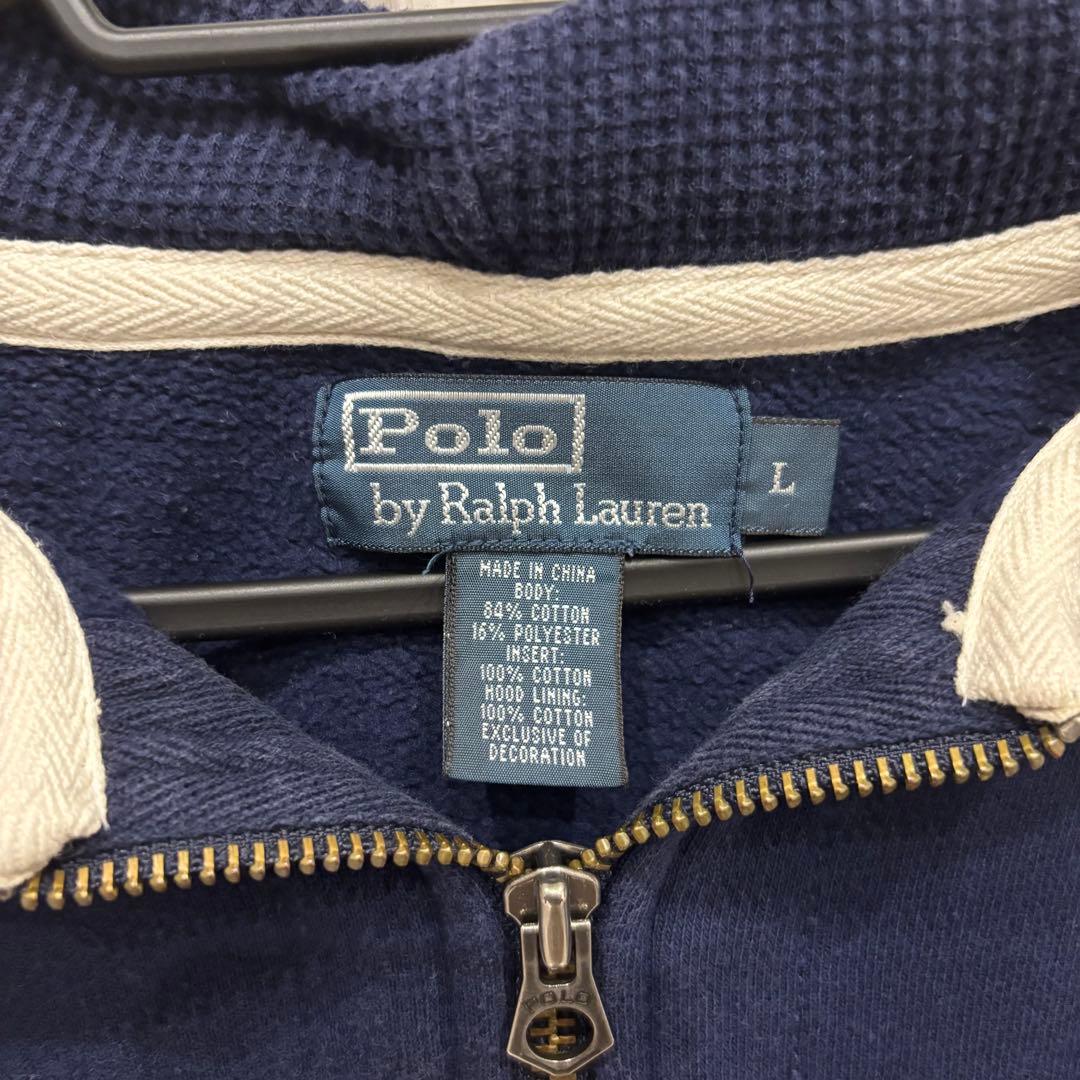 Polo
by Ralph Lauren
L
MADE IN CHINA
BODY:
84% COTTON
16% POLYESTER
INSERT:
100% COTTON
HOOD LINING:
100% COTTON
EXCLUSIVE OF
DECORATION
POLO